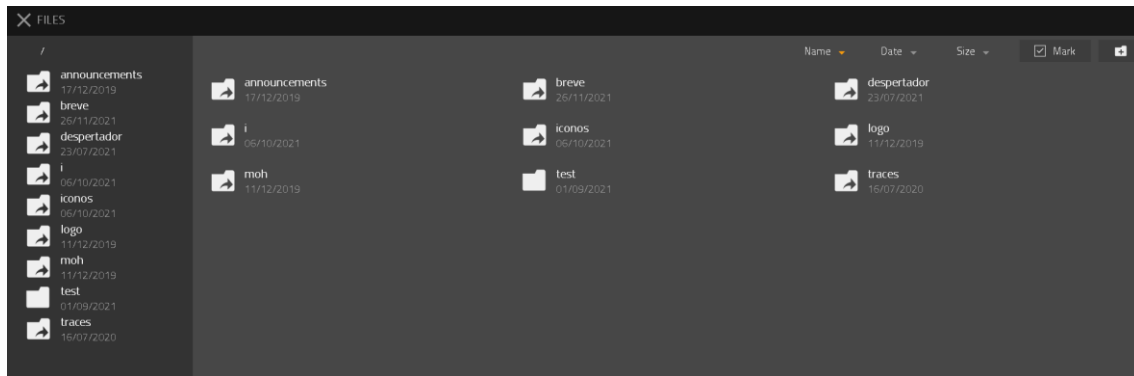 FILES
/
announcements
17/12/2019
breve
26/11/2021
despertador
23/07/2021
i
06/10/2021
iconos
06/10/2021
logo
11/12/2019
moh
11/12/2019
test
01/09/2021
traces
16/07/2020
Name Date Size Mark
announcements breve despertador
17/12/2019 26/11/2021 23/07/2021
i iconos logo
06/10/2021 06/10/2021 11/12/2019
moh test traces
11/12/2019 01/09/2021 16/07/2020